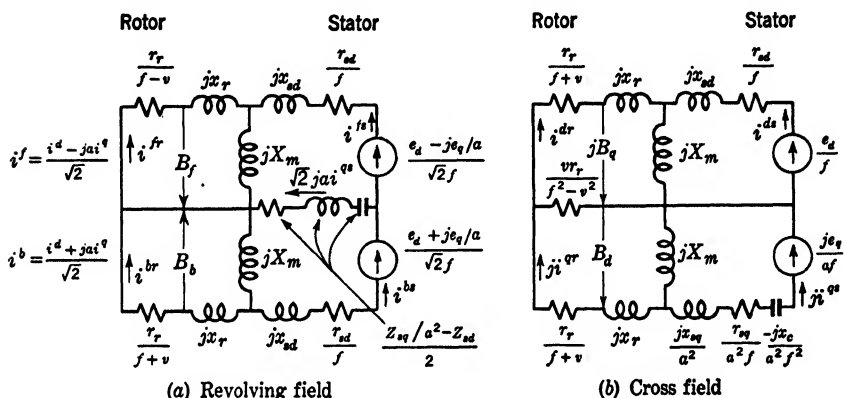 Rotor Stator Rotor Stator
r_r/(f−v) jx_r jx_sd r_sd/f
r_r/(f+v) jx_r jx_sd r_sd/f
i^f = (i^d − jai^q)/√2
i^fr B_f jX_m i^fs (e_d − je_q/a)/(√2f)
√2 jai^qs
i^b = (i^d + jai^q)/√2
i^br B_b jX_m i^bs (e_d + je_q/a)/(√2f)
r_r/(f+v) jx_r jx_sd r_sd/f (Z_sq/a² − Z_sd)/2
i^dr jB_q jX_m i^ds e_d/f
vr_r/(f²−v²)
ji^qr B_d jX_m ji^qs je_q/(af)
r_r/(f+v) jx_r jx_sq/a² r_sq/(a²f) −jx_c/(a²f²)
(a) Revolving field (b) Cross field